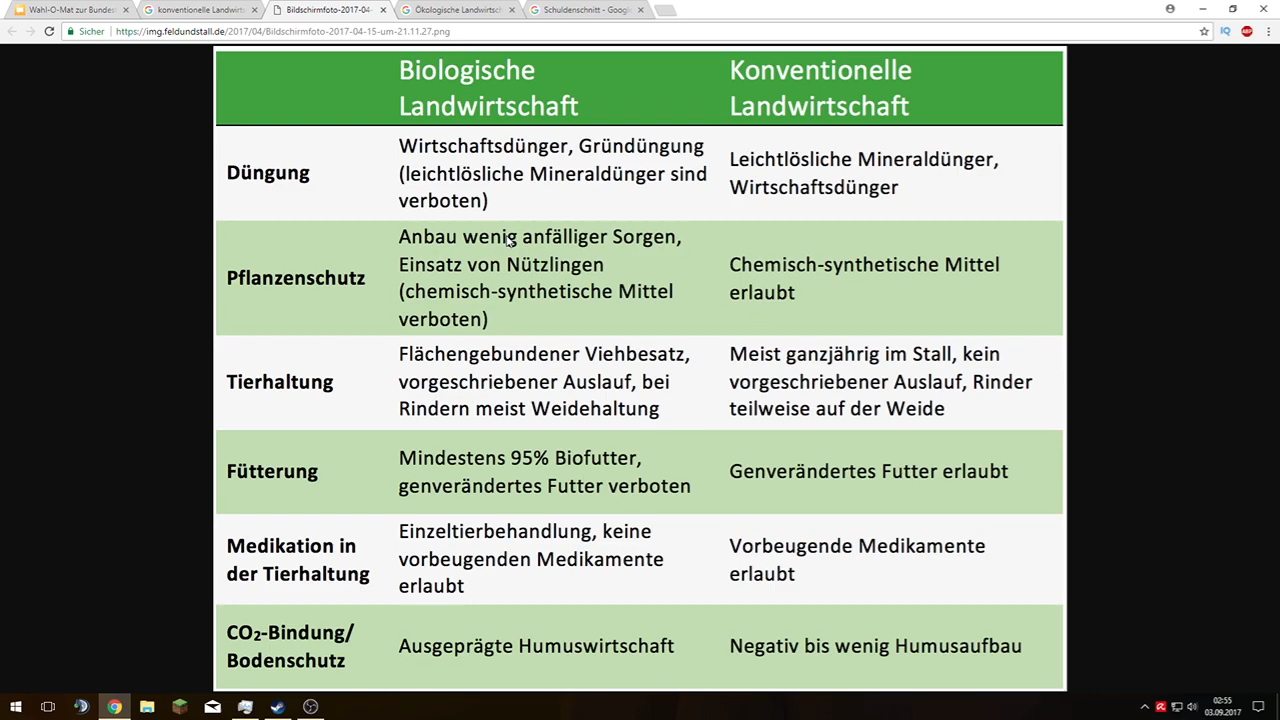 Wahl-O-Mat zur Bundest
konventionelle Landwirts
Bildschirmfoto-2017-04-
Ökologische Landwirtsch
Schuldenschnitt - Google
Sicher
https://img.feldundstall.de/2017/04/Bildschirmfoto-2017-04-15-um-21.11.27.png
Biologische
Landwirtschaft
Konventionelle
Landwirtschaft
Düngung
Wirtschaftsdünger, Gründüngung
(leichtlösliche Mineraldünger sind
verboten)
Leichtlösliche Mineraldünger,
Wirtschaftsdünger
Pflanzenschutz
Anbau wenig anfälliger Sorgen,
Einsatz von Nützlingen
(chemisch-synthetische Mittel
verboten)
Chemisch-synthetische Mittel
erlaubt
Tierhaltung
Flächengebundener Viehbesatz,
vorgeschriebener Auslauf, bei
Rindern meist Weidehaltung
Meist ganzjährig im Stall, kein
vorgeschriebener Auslauf, Rinder
teilweise auf der Weide
Fütterung
Mindestens 95% Biofutter,
genverändertes Futter verboten
Genverändertes Futter erlaubt
Medikation in
der Tierhaltung
Einzeltierbehandlung, keine
vorbeugenden Medikamente
erlaubt
Vorbeugende Medikamente
erlaubt
CO₂-Bindung/
Bodenschutz
Ausgeprägte Humuswirtschaft
Negativ bis wenig Humusaufbau
02:55
03.09.2017